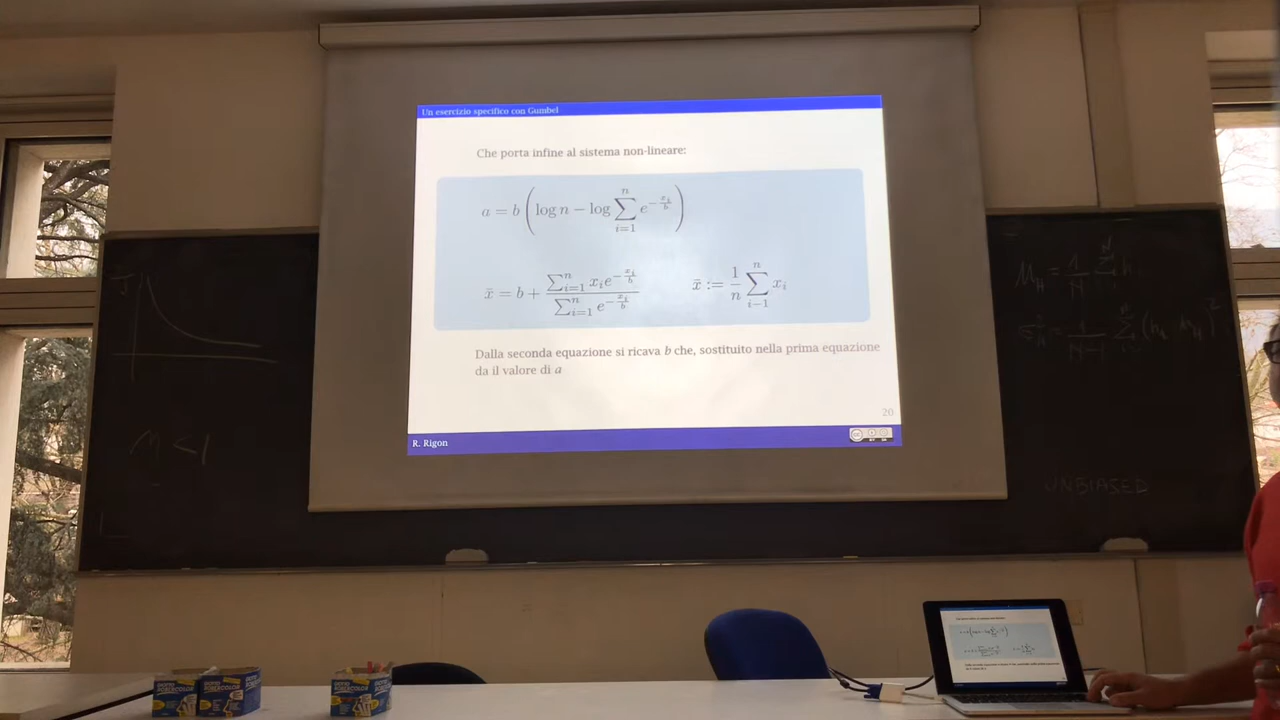 Un esercizio specifico con Gumbel
Che porta infine al sistema non-lineare:
a = b ( log n − log ∑_{i=1}^{n} e^{−x_i/b} )
x̄ = b + ∑_{i=1}^{n} x_i e^{−x_i/b} / ∑_{i=1}^{n} e^{−x_i/b}    x̄ := 1/n ∑_{i−1}^{n} x_i
Dalla seconda equazione si ricava b che, sostituito nella prima equazione
da il valore di a
20
R. Rigon
cc
J
n<1
UNBIASED